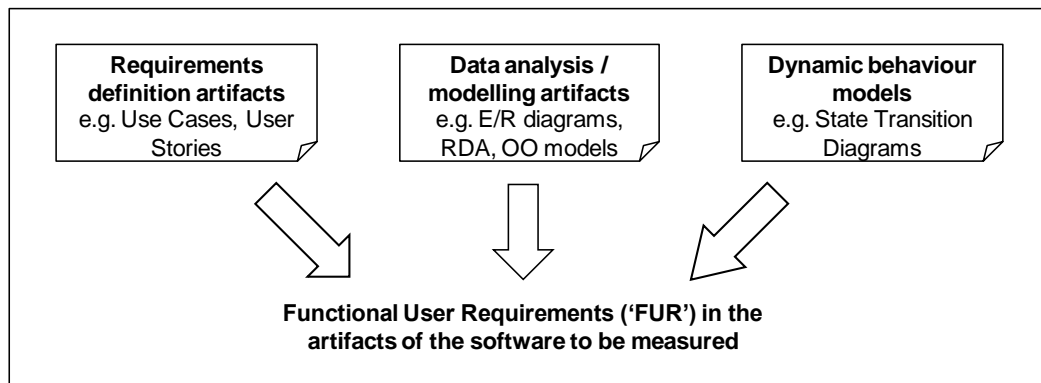 Requirements
definition artifacts
e.g. Use Cases, User
Stories
Data analysis /
modelling artifacts
e.g. E/R diagrams,
RDA, OO models
Dynamic behaviour
models
e.g. State Transition
Diagrams
Functional User Requirements (‘FUR’) in the
artifacts of the software to be measured